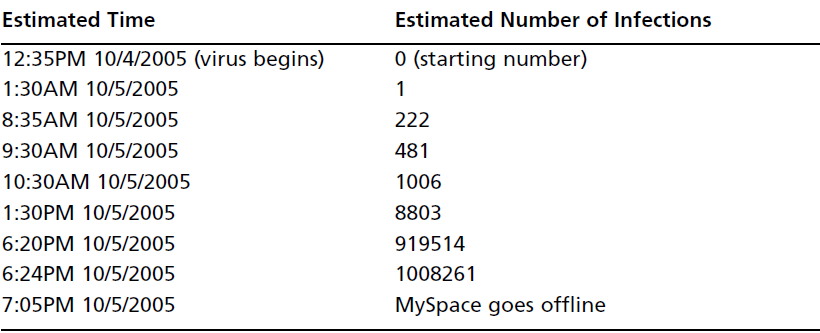 Estimated Time Estimated Number of Infections
12:35PM 10/4/2005 (virus begins) 0 (starting number)
1:30AM 10/5/2005 1
8:35AM 10/5/2005 222
9:30AM 10/5/2005 481
10:30AM 10/5/2005 1006
1:30PM 10/5/2005 8803
6:20PM 10/5/2005 919514
6:24PM 10/5/2005 1008261
7:05PM 10/5/2005 MySpace goes offline